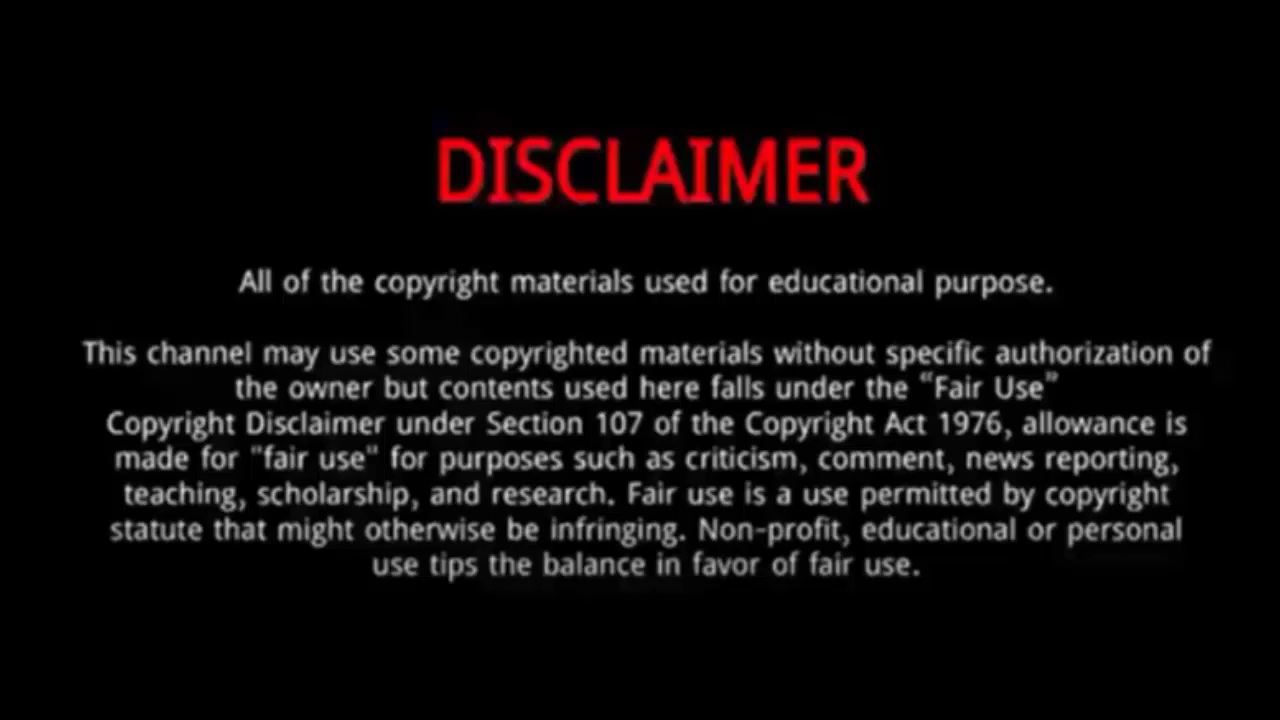 DISCLAIMER
All of the copyright materials used for educational purpose.
This channel may use some copyrighted materials without specific authorization of
the owner but contents used here falls under the “Fair Use”
Copyright Disclaimer under Section 107 of the Copyright Act 1976, allowance is
made for "fair use" for purposes such as criticism, comment, news reporting,
teaching, scholarship, and research. Fair use is a use permitted by copyright
statute that might otherwise be infringing. Non-profit, educational or personal
use tips the balance in favor of fair use.